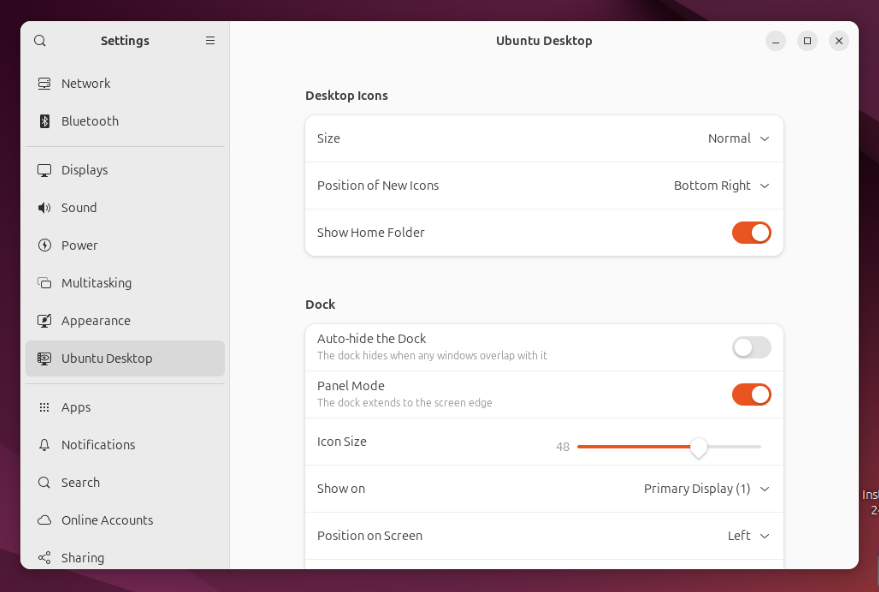 Settings
Ubuntu Desktop
Network
Bluetooth
Displays
Sound
Power
Multitasking
Appearance
Ubuntu Desktop
Apps
Notifications
Search
Online Accounts
Sharing
Desktop Icons
Size
Normal
Position of New Icons
Bottom Right
Show Home Folder
Dock
Auto-hide the Dock
The dock hides when any windows overlap with it
Panel Mode
The dock extends to the screen edge
Icon Size
48
Show on
Primary Display (1)
Position on Screen
Left